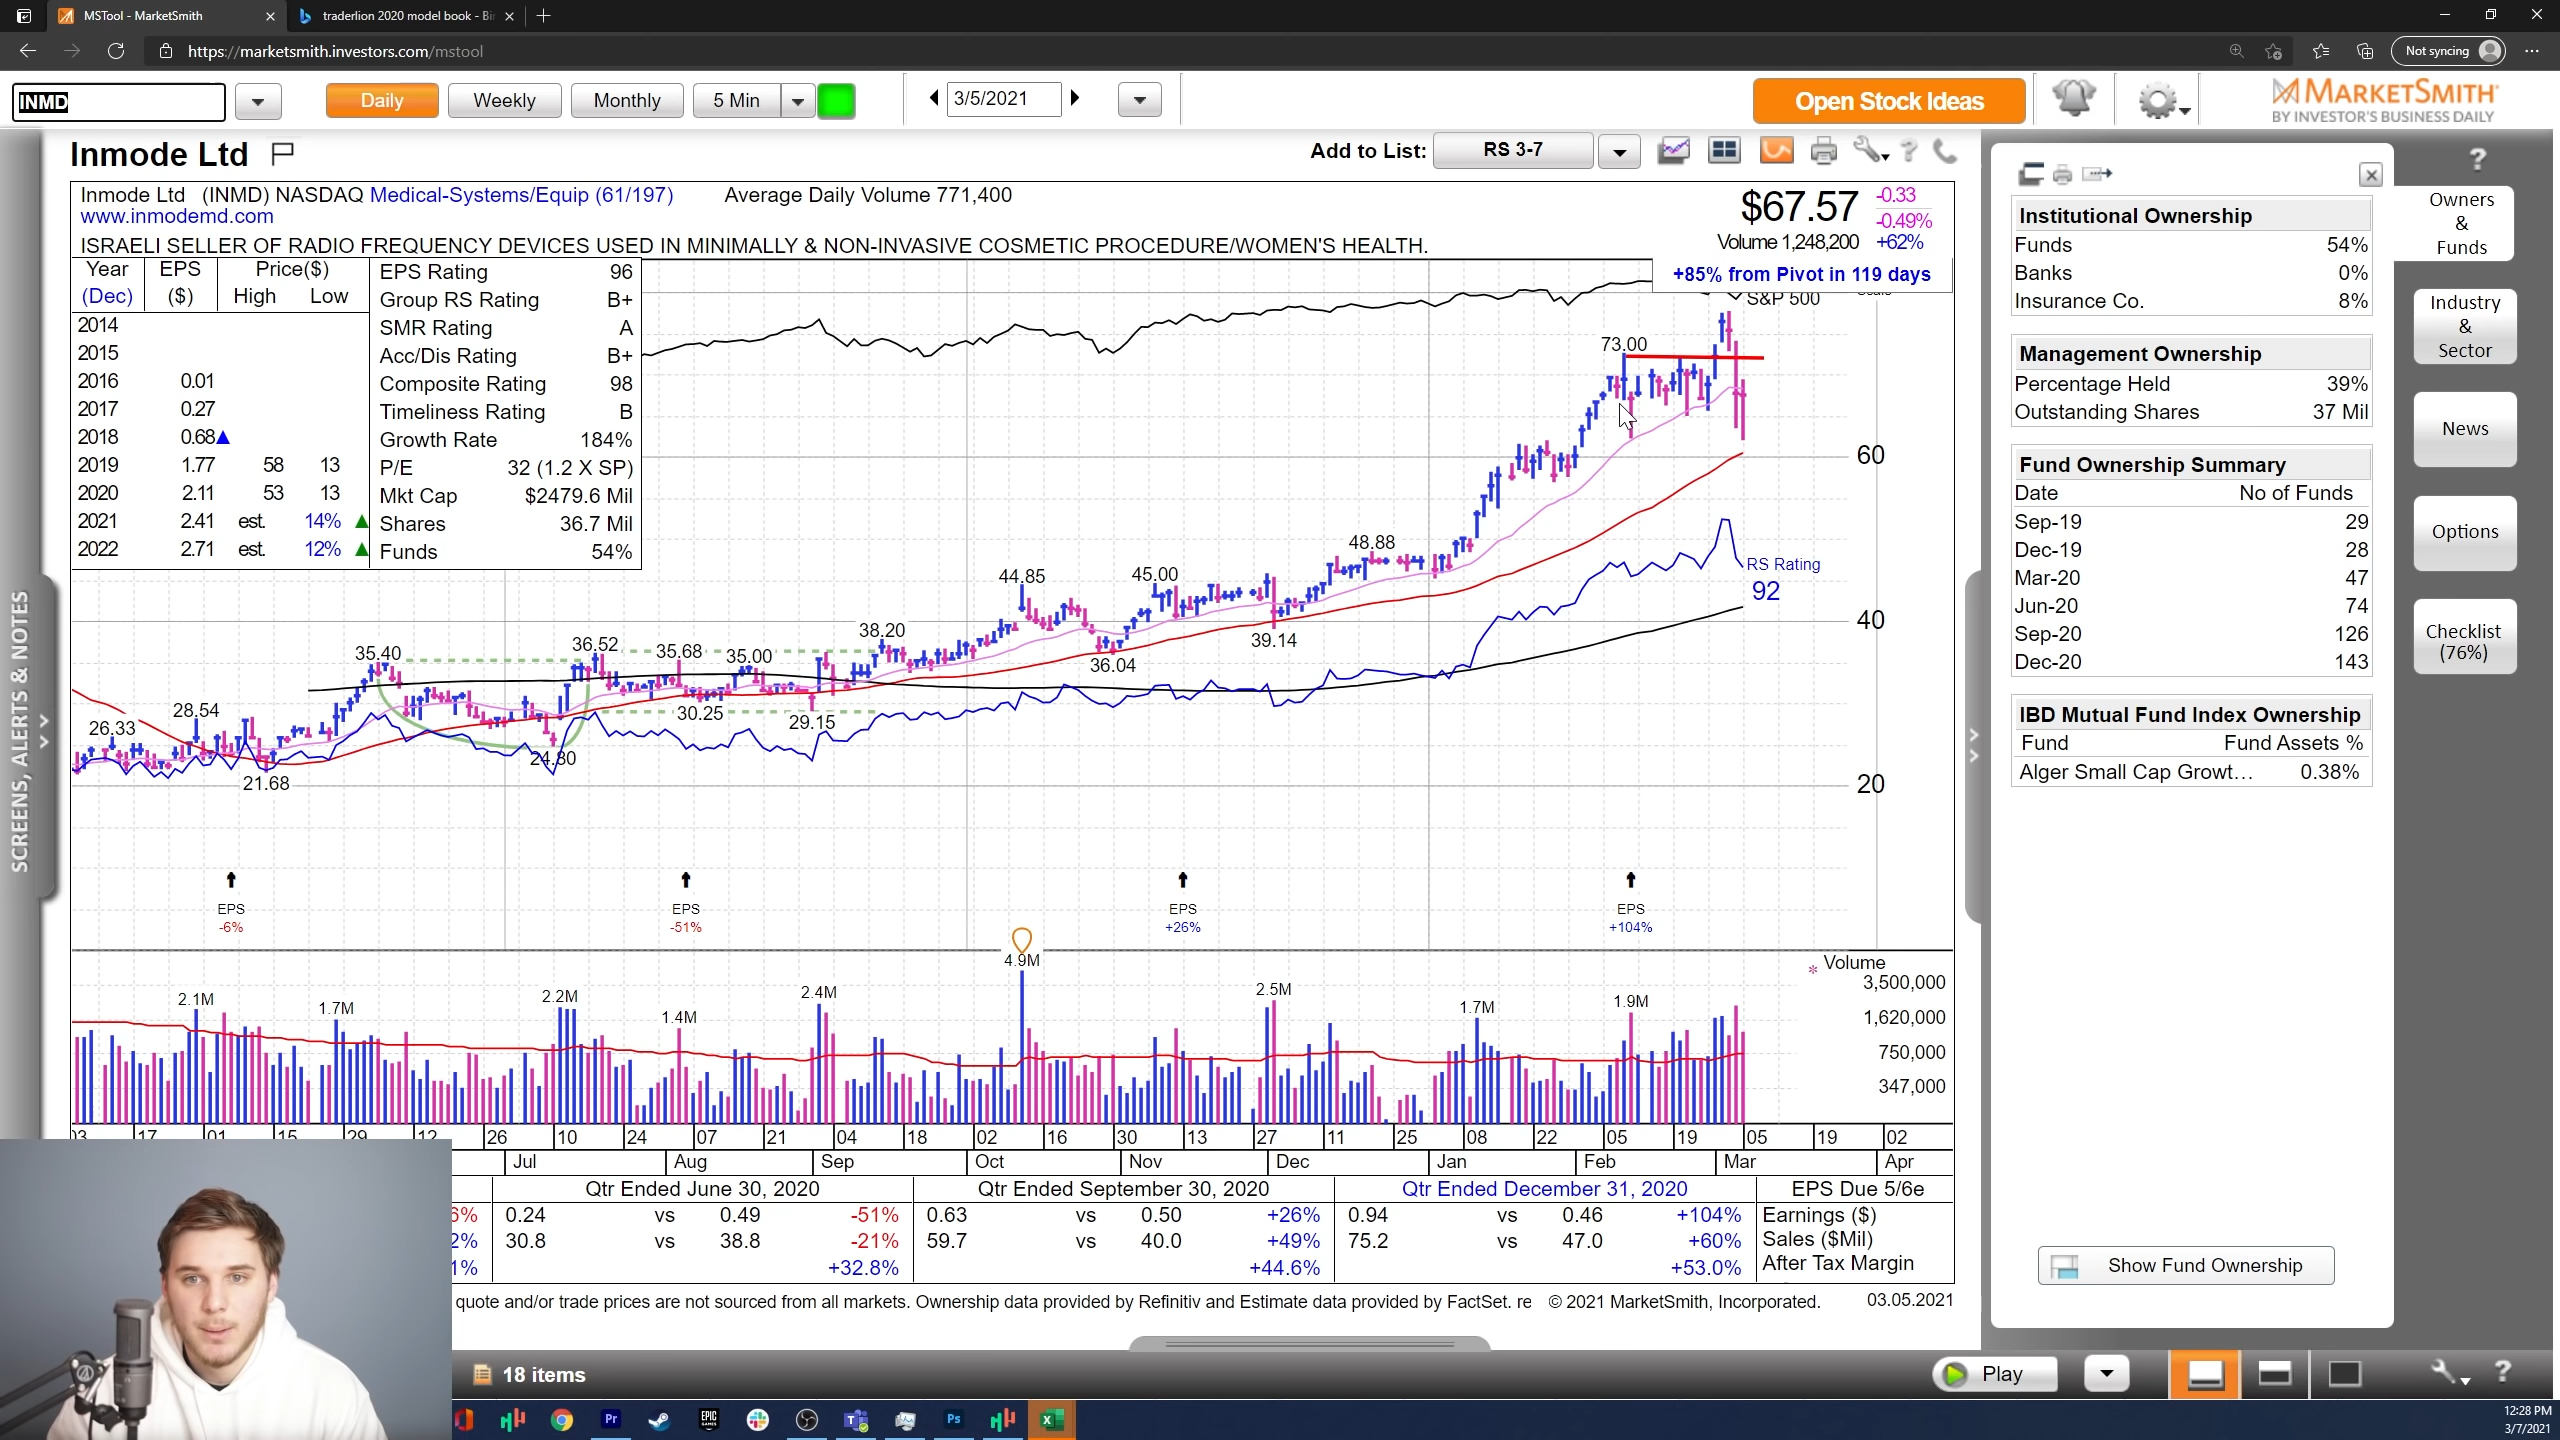 MSTool - MarketSmith
traderlion 2020 model book - Bi
https://marketsmith.investors.com/mstool
Not syncing
INMD
Daily
Weekly
Monthly
5 Min
3/5/2021
Open Stock Ideas
MARKETSMITH
BY INVESTOR'S BUSINESS DAILY
Inmode Ltd
Add to List:
RS 3-7
Inmode Ltd (INMD) NASDAQ Medical-Systems/Equip (61/197) Average Daily Volume 771,400
www.inmodemd.com
ISRAELI SELLER OF RADIO FREQUENCY DEVICES USED IN MINIMALLY & NON-INVASIVE COSMETIC PROCEDURE/WOMEN'S HEALTH.
$67.57
-0.33
-0.49%
Volume 1,248,200 +62%
+85% from Pivot in 119 days
Year EPS Price($)
(Dec) ($) High Low
2014
2015
2016 0.01
2017 0.27
2018 0.68
2019 1.77 58 13
2020 2.11 53 13
2021 2.41 est. 14%
2022 2.71 est. 12%
EPS Rating 96
Group RS Rating B+
SMR Rating A
Acc/Dis Rating B+
Composite Rating 98
Timeliness Rating B
Growth Rate 184%
P/E 32 (1.2 X SP)
Mkt Cap $2479.6 Mil
Shares 36.7 Mil
Funds 54%
S&P 500
73.00
60
RS Rating
92
48.88
44.85
45.00
40
39.14
38.20
36.52
35.68
35.00
35.40
36.04
30.25
29.15
28.54
26.33
24.80
21.68
20
EPS
-6%
EPS
-51%
EPS
+26%
EPS
+104%
Volume
3,500,000
1,620,000
750,000
347,000
2.1M
1.7M
2.2M
1.4M
2.4M
4.9M
2.5M
1.7M
1.9M
03 17 01 15 29 12 26 10 24 07 21 04 18 02 16 30 13 27 11 25 08 22 05 19 05 19 02
Jul Aug Sep Oct Nov Dec Jan Feb Mar Apr
Qtr Ended June 30, 2020 Qtr Ended September 30, 2020 Qtr Ended December 31, 2020 EPS Due 5/6e
6% 0.24 vs 0.49 -51% 0.63 vs 0.50 +26% 0.94 vs 0.46 +104% Earnings ($)
2% 30.8 vs 38.8 -21% 59.7 vs 40.0 +49% 75.2 vs 47.0 +60% Sales ($Mil)
1% +32.8% +44.6% +53.0% After Tax Margin
quote and/or trade prices are not sourced from all markets. Ownership data provided by Refinitiv and Estimate data provided by FactSet. re © 2021 MarketSmith, Incorporated. 03.05.2021
SCREENS, ALERTS & NOTES
Institutional Ownership
Funds 54%
Banks 0%
Insurance Co. 8%
Management Ownership
Percentage Held 39%
Outstanding Shares 37 Mil
Fund Ownership Summary
Date No of Funds
Sep-19 29
Dec-19 28
Mar-20 47
Jun-20 74
Sep-20 126
Dec-20 143
IBD Mutual Fund Index Ownership
Fund Fund Assets %
Alger Small Cap Growt... 0.38%
Show Fund Ownership
Owners
&
Funds
Industry
&
Sector
News
Options
Checklist
(76%)
18 items
Play
Pr
EPIC
GAMES
Ps
12:28 PM
3/7/2021